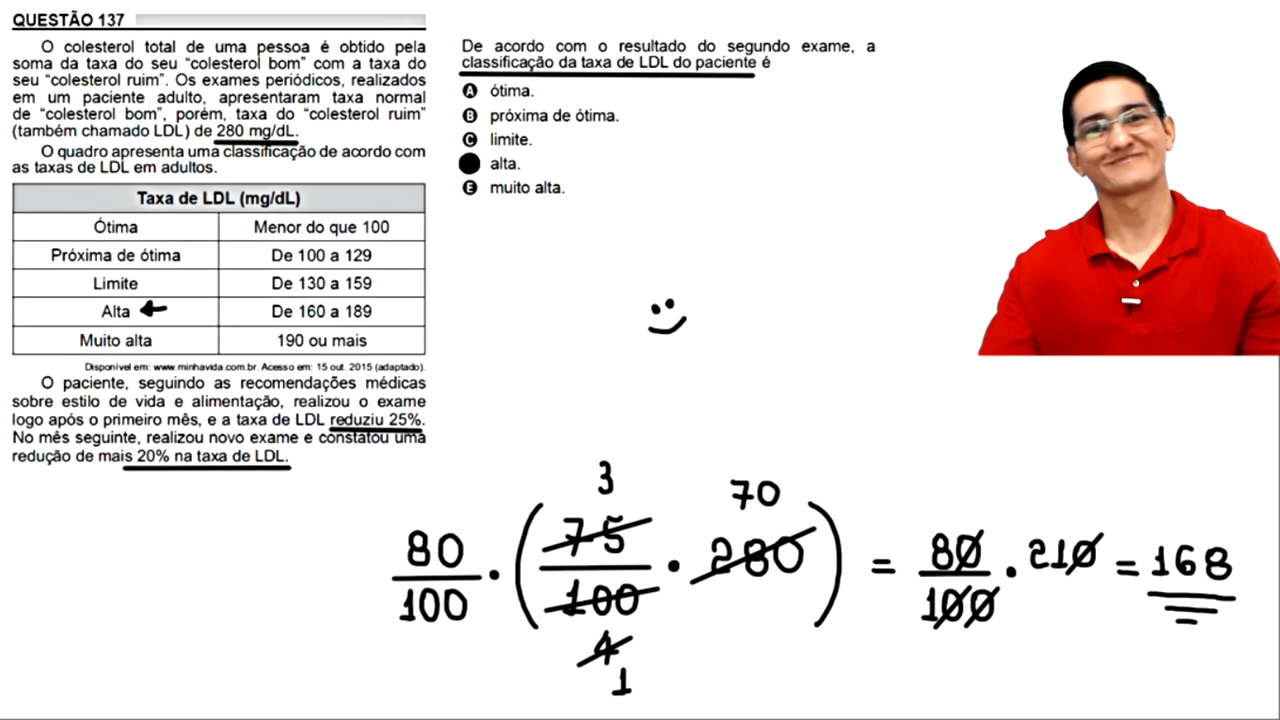 QUESTÃO 137
O colesterol total de uma pessoa é obtido pela
soma da taxa do seu “colesterol bom” com a taxa do
seu “colesterol ruim”. Os exames periódicos, realizados
em um paciente adulto, apresentaram taxa normal
de “colesterol bom”, porém, taxa do “colesterol ruim”
(também chamado LDL) de 280 mg/dL.
O quadro apresenta uma classificação de acordo com
as taxas de LDL em adultos.
Taxa de LDL (mg/dL)
Ótima Menor do que 100
Próxima de ótima De 100 a 129
Limite De 130 a 159
Alta De 160 a 189
Muito alta 190 ou mais
Disponível em: www.minhavida.com.br. Acesso em: 15 out. 2015 (adaptado).
O paciente, seguindo as recomendações médicas
sobre estilo de vida e alimentação, realizou o exame
logo após o primeiro mês, e a taxa de LDL reduziu 25%.
No mês seguinte, realizou novo exame e constatou uma
redução de mais 20% na taxa de LDL.
De acordo com o resultado do segundo exame, a
classificação da taxa de LDL do paciente é
A ótima.
B próxima de ótima.
C limite.
alta.
E muito alta.
3 70
80/100 · (75/100 · 280) = 80/100 · 210 = 168
4
1